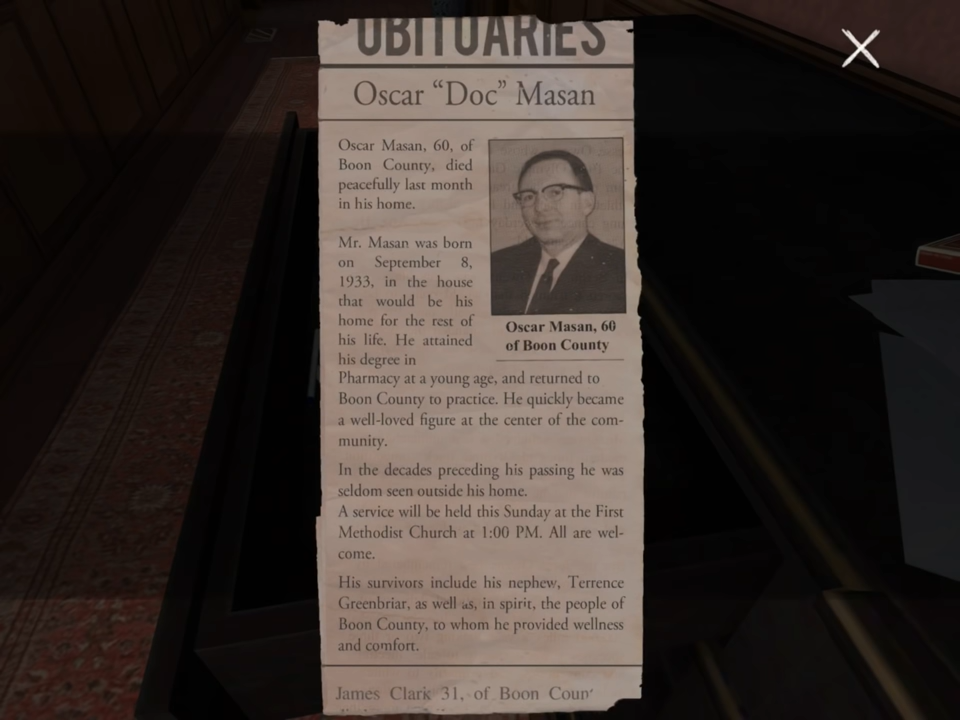 OBITUARIES
Oscar “Doc” Masan
Oscar Masan, 60, of
Boon County, died
peacefully last month
in his home.
Mr. Masan was born
on September 8,
1933, in the house
that would be his
home for the rest of
his life. He attained
his degree in
Oscar Masan, 60
of Boon County
Pharmacy at a young age, and returned to
Boon County to practice. He quickly became
a well-loved figure at the center of the com-
munity.
In the decades preceding his passing he was
seldom seen outside his home.
A service will be held this Sunday at the First
Methodist Church at 1:00 PM. All are wel-
come.
His survivors include his nephew, Terrence
Greenbriar, as well as, in spirit, the people of
Boon County, to whom he provided wellness
and comfort.
James Clark 31, of Boon Coun